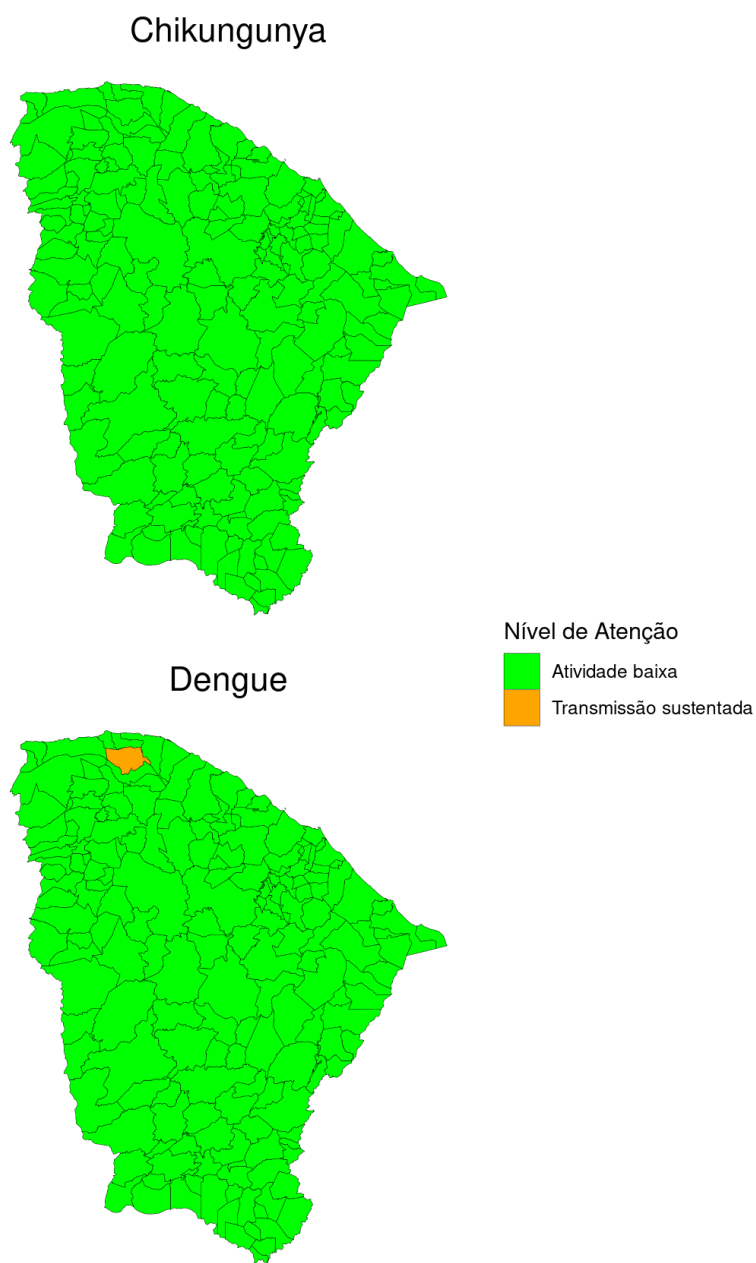 Chikungunya
Nível de Atenção
Atividade baixa
Transmissão sustentada
Dengue